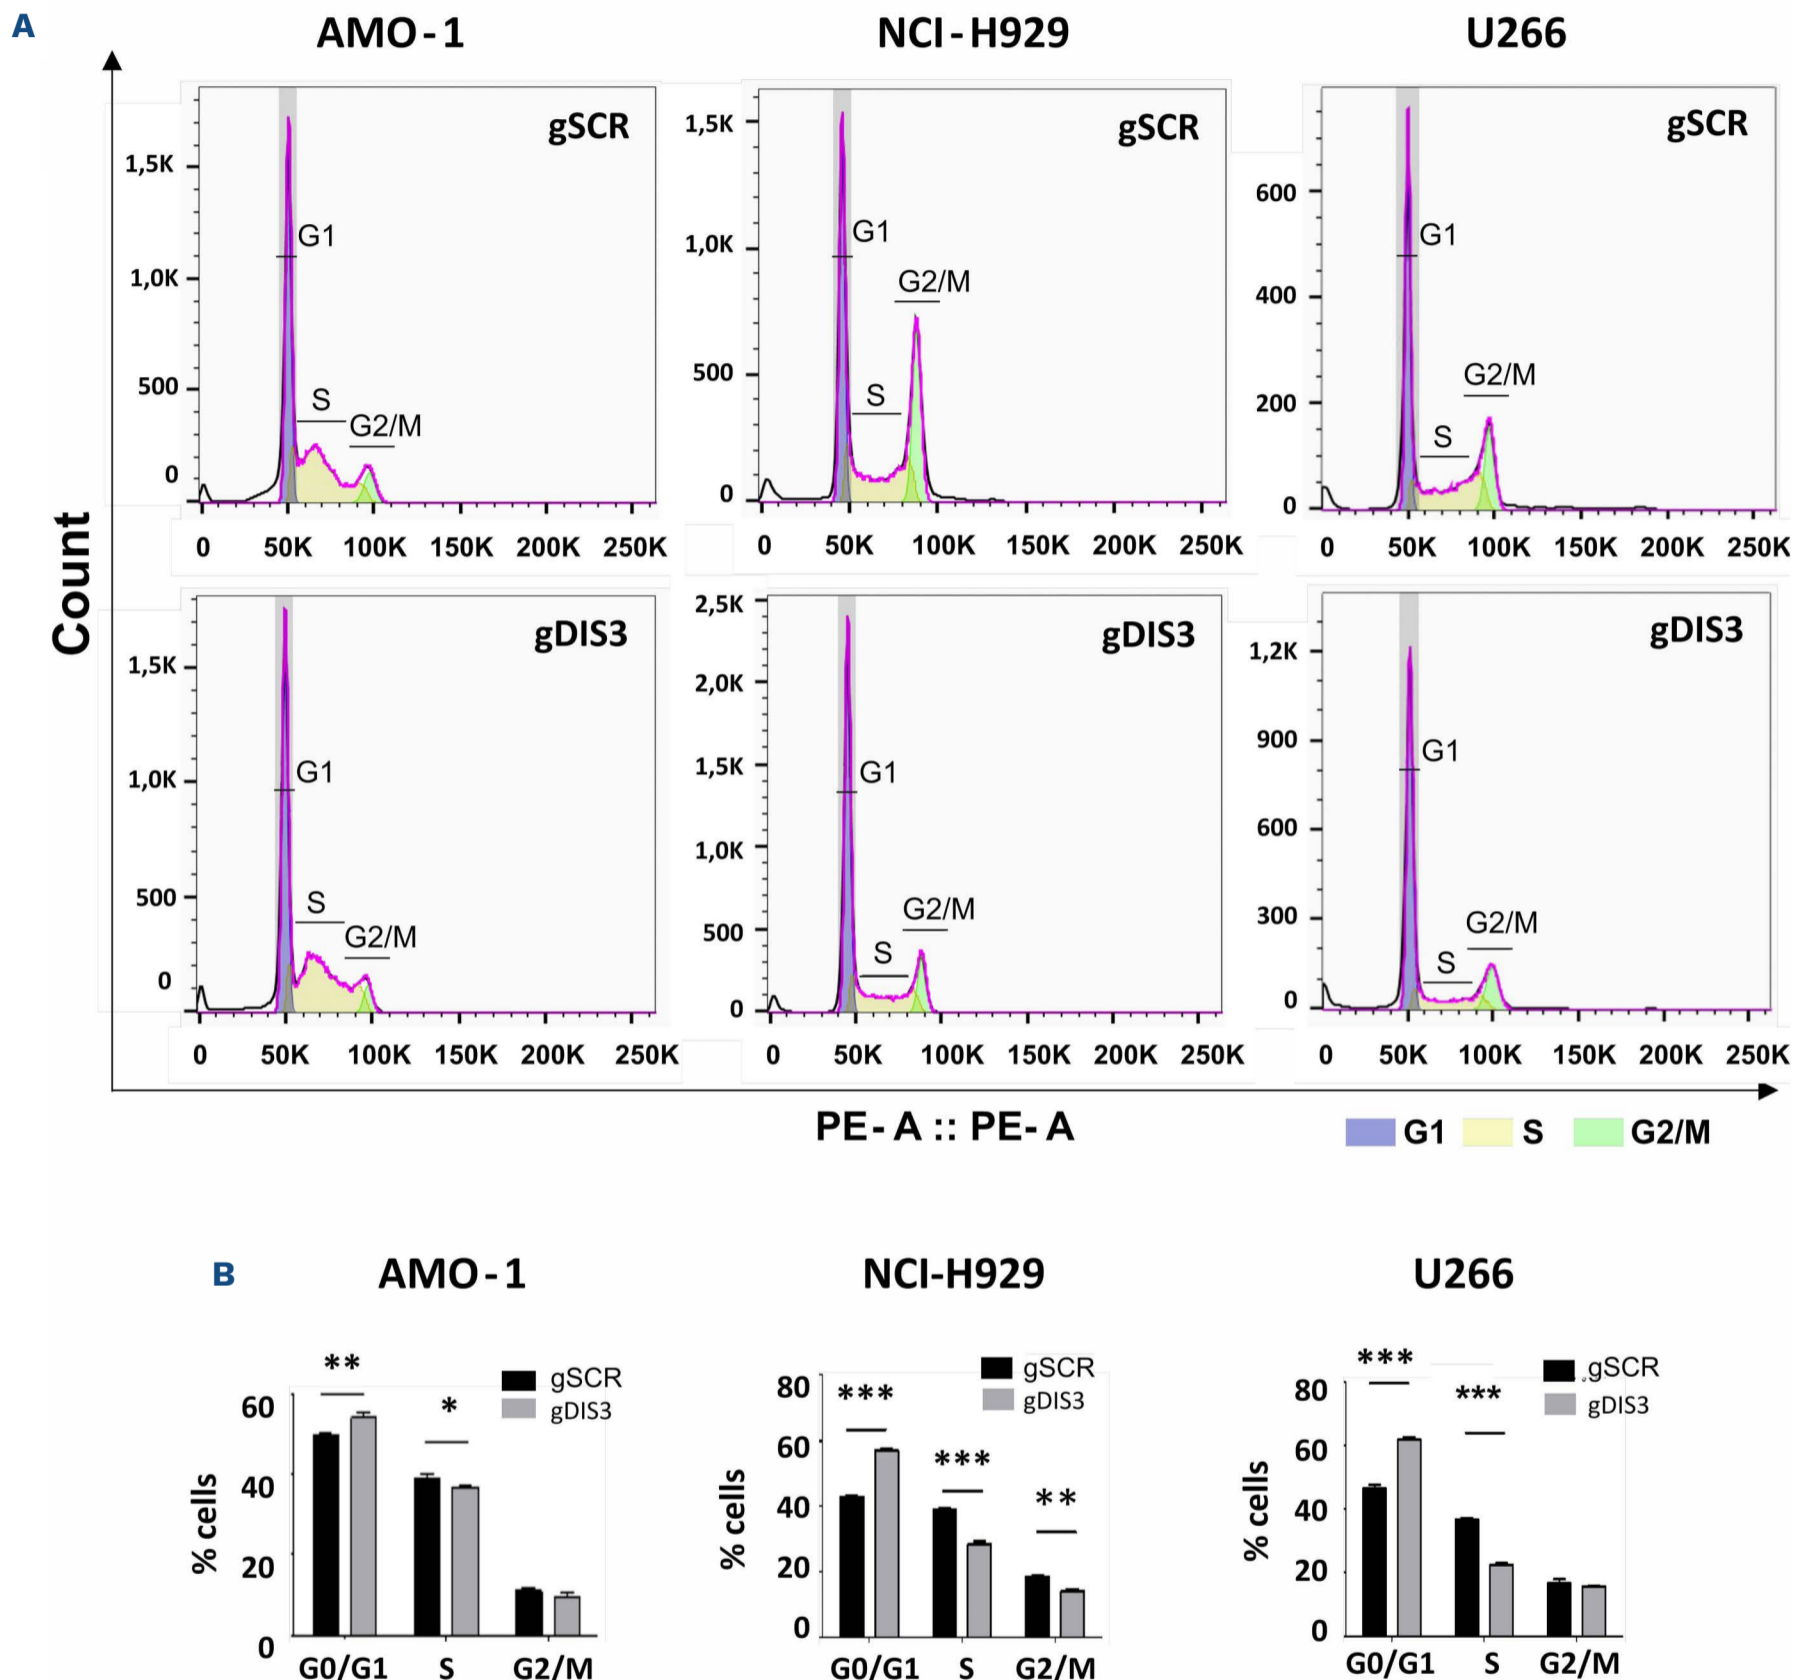 A
AMO-1
NCI-H929
U266
Count
gSCR
1,5K
1,0K
500
0
G1
S
G2/M
0 50K 100K 150K 200K 250K
gSCR
1,5K
1,0K
500
0
G1
S
G2/M
0 50K 100K 150K 200K 250K
gSCR
600
400
200
0
G1
S
G2/M
0 50K 100K 150K 200K 250K
gDIS3
1,5K
1,0K
500
0
G1
S
G2/M
0 50K 100K 150K 200K 250K
gDIS3
2,5K
2,0K
1,5K
1,0K
500
0
G1
S
G2/M
0 50K 100K 150K 200K 250K
gDIS3
1,2K
900
600
300
0
G1
S
G2/M
0 50K 100K 150K 200K 250K
PE-A :: PE-A
G1 S G2/M
B
AMO-1
NCI-H929
U266
% cells
60
40
20
0
**
*
gSCR
gDIS3
G0/G1 S G2/M
% cells
80
60
40
20
0
***
***
**
gSCR
gDIS3
G0/G1 S G2/M
% cells
80
60
40
20
0
***
***
gSCR
gDIS3
G0/G1 S G2/M